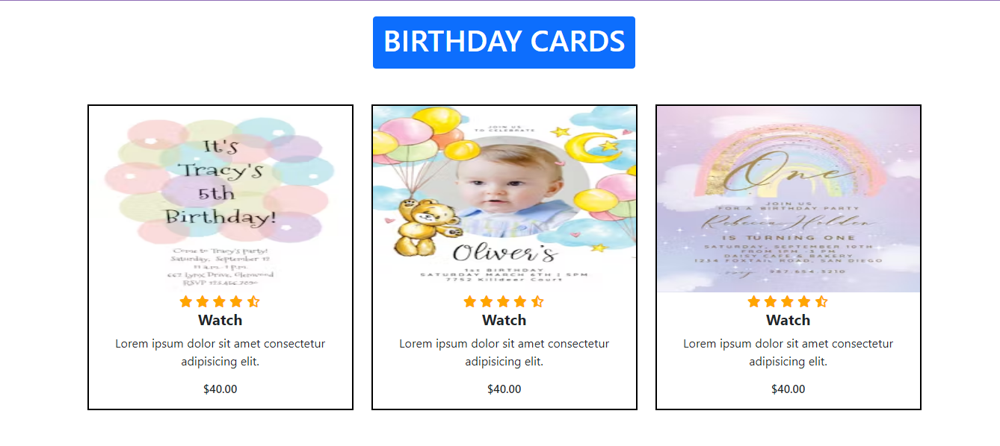 BIRTHDAY CARDS
It's
Tracy's
5th
Birthday!
Come to Tracy's party!
Saturday, September 17
11 a.m.-1 p.m.
667 Lynx Drive, Glenwood
RSVP
Watch
Lorem ipsum dolor sit amet consectetur
adipisicing elit.
$40.00
JOIN US
TO CELEBRATE
Oliver's
1st BIRTHDAY
SATURDAY MARCH 6TH | 5PM
7752 Killdeer Court
Watch
Lorem ipsum dolor sit amet consectetur
adipisicing elit.
$40.00
One
JOIN US
FOR A BIRTHDAY PARTY
Rebecca Holden
IS TURNING ONE
SATURDAY, SEPTEMBER 10TH
FROM 1PM -3 PM
DAISY CAFE & BAKERY
1234 FOXTAIL ROAD, SAN DIEGO
987.654.3210
Watch
Lorem ipsum dolor sit amet consectetur
adipisicing elit.
$40.00